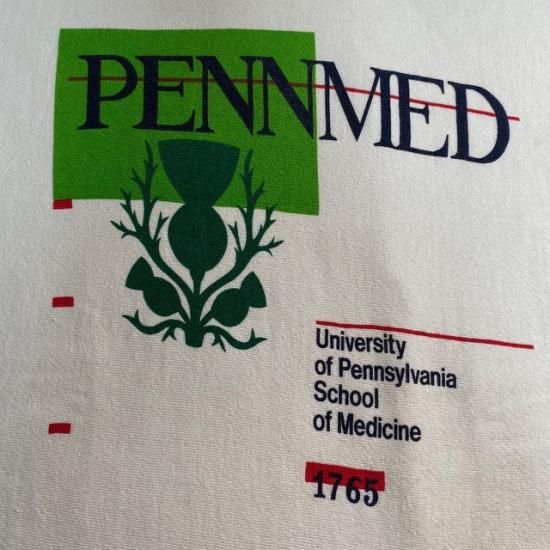 PENNMED
University
of Pennsylvania
School
of Medicine
1765